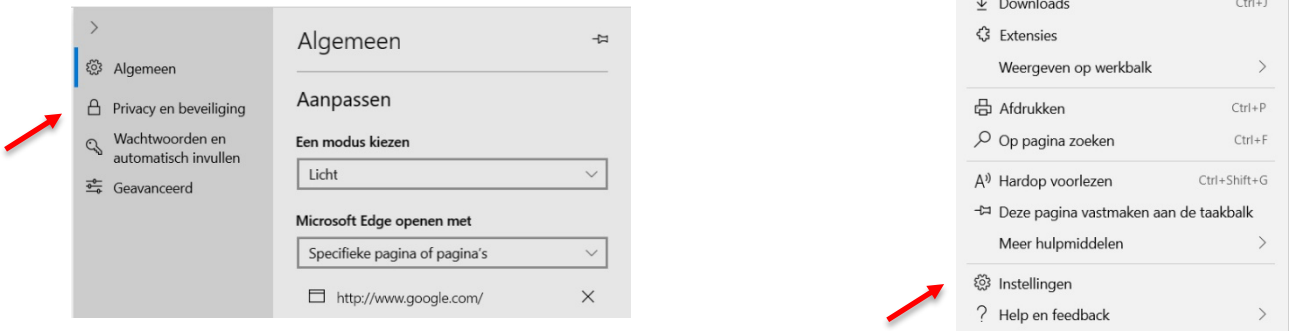 Algemeen
Privacy en beveiliging
Wachtwoorden en
automatisch invullen
Geavanceerd
Algemeen
Aanpassen
Een modus kiezen
Licht
Microsoft Edge openen met
Specifieke pagina of pagina's
http://www.google.com/
Downloads Ctrl+J
Extensies
Weergeven op werkbalk
Afdrukken Ctrl+P
Op pagina zoeken Ctrl+F
Hardop voorlezen Ctrl+Shift+G
Deze pagina vastmaken aan de taakbalk
Meer hulpmiddelen
Instellingen
Help en feedback